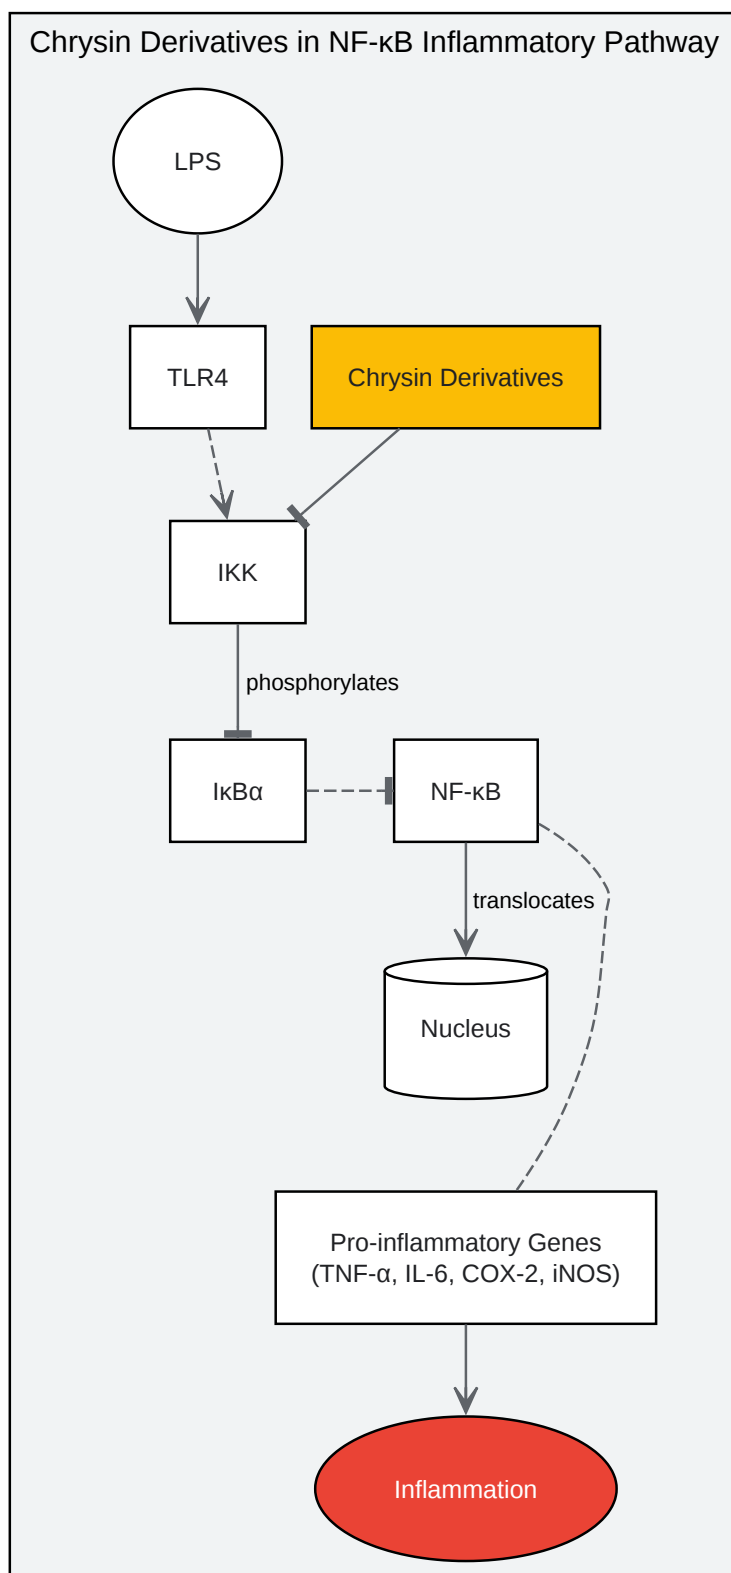 Chrysin Derivatives in NF-κB Inflammatory Pathway
LPS
TLR4
Chrysin Derivatives
IKK
phosphorylates
IκBα
NF-κB
translocates
Nucleus
Pro-inflammatory Genes
(TNF-α, IL-6, COX-2, iNOS)
Inflammation